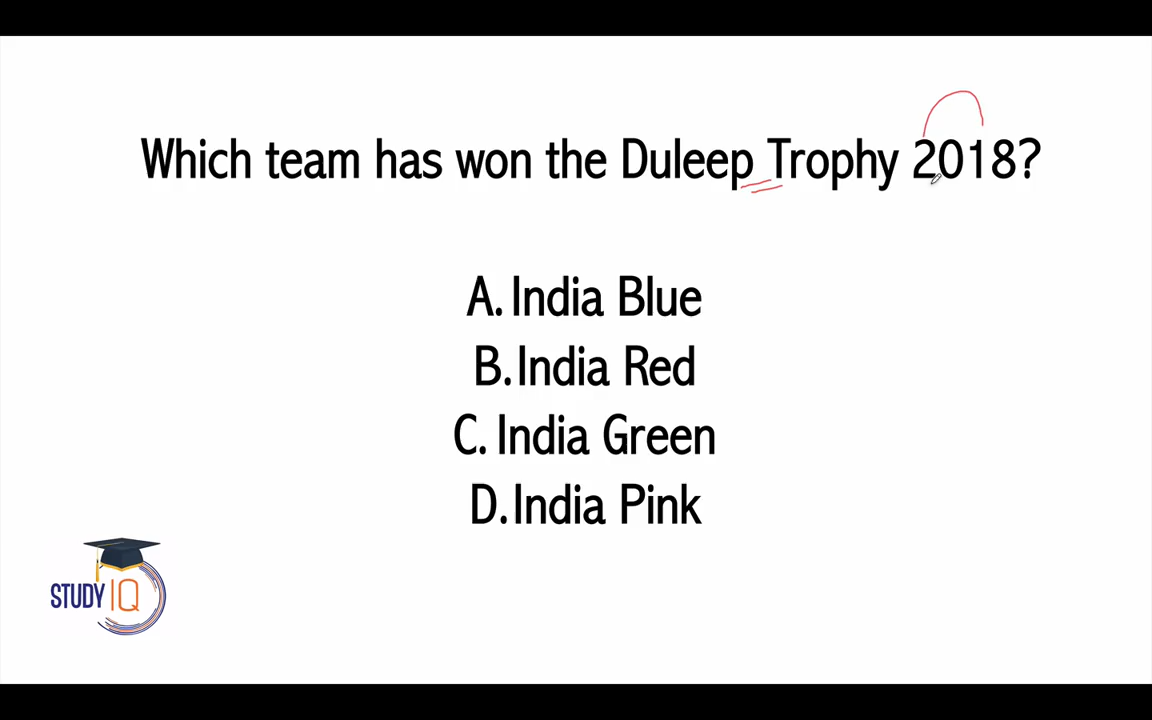 Which team has won the Duleep Trophy 2018?
A. India Blue
B. India Red
C. India Green
D. India Pink
STUDY IQ